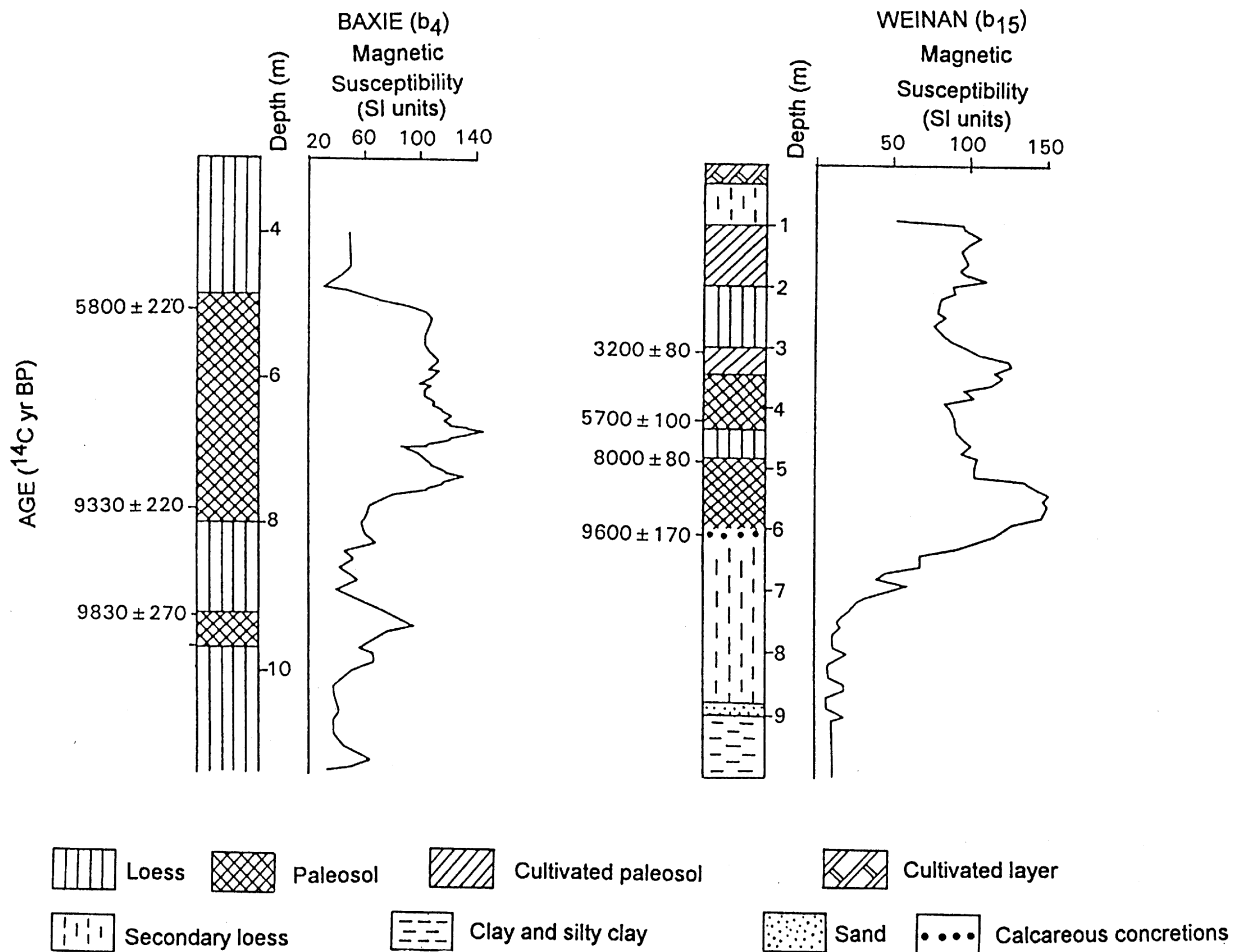 BAXIE (b4)
Magnetic
Susceptibility
(SI units)
Depth (m)
20 60 100 140
4
6
8
10
AGE (14C yr BP)
5800 ± 220
9330 ± 220
9830 ± 270
WEINAN (b15)
Magnetic
Susceptibility
(SI units)
Depth (m)
50 100 150
1
2
3
4
5
6
7
8
9
3200 ± 80
5700 ± 100
8000 ± 80
9600 ± 170
Loess
Paleosol
Cultivated paleosol
Cultivated layer
Secondary loess
Clay and silty clay
Sand
Calcareous concretions